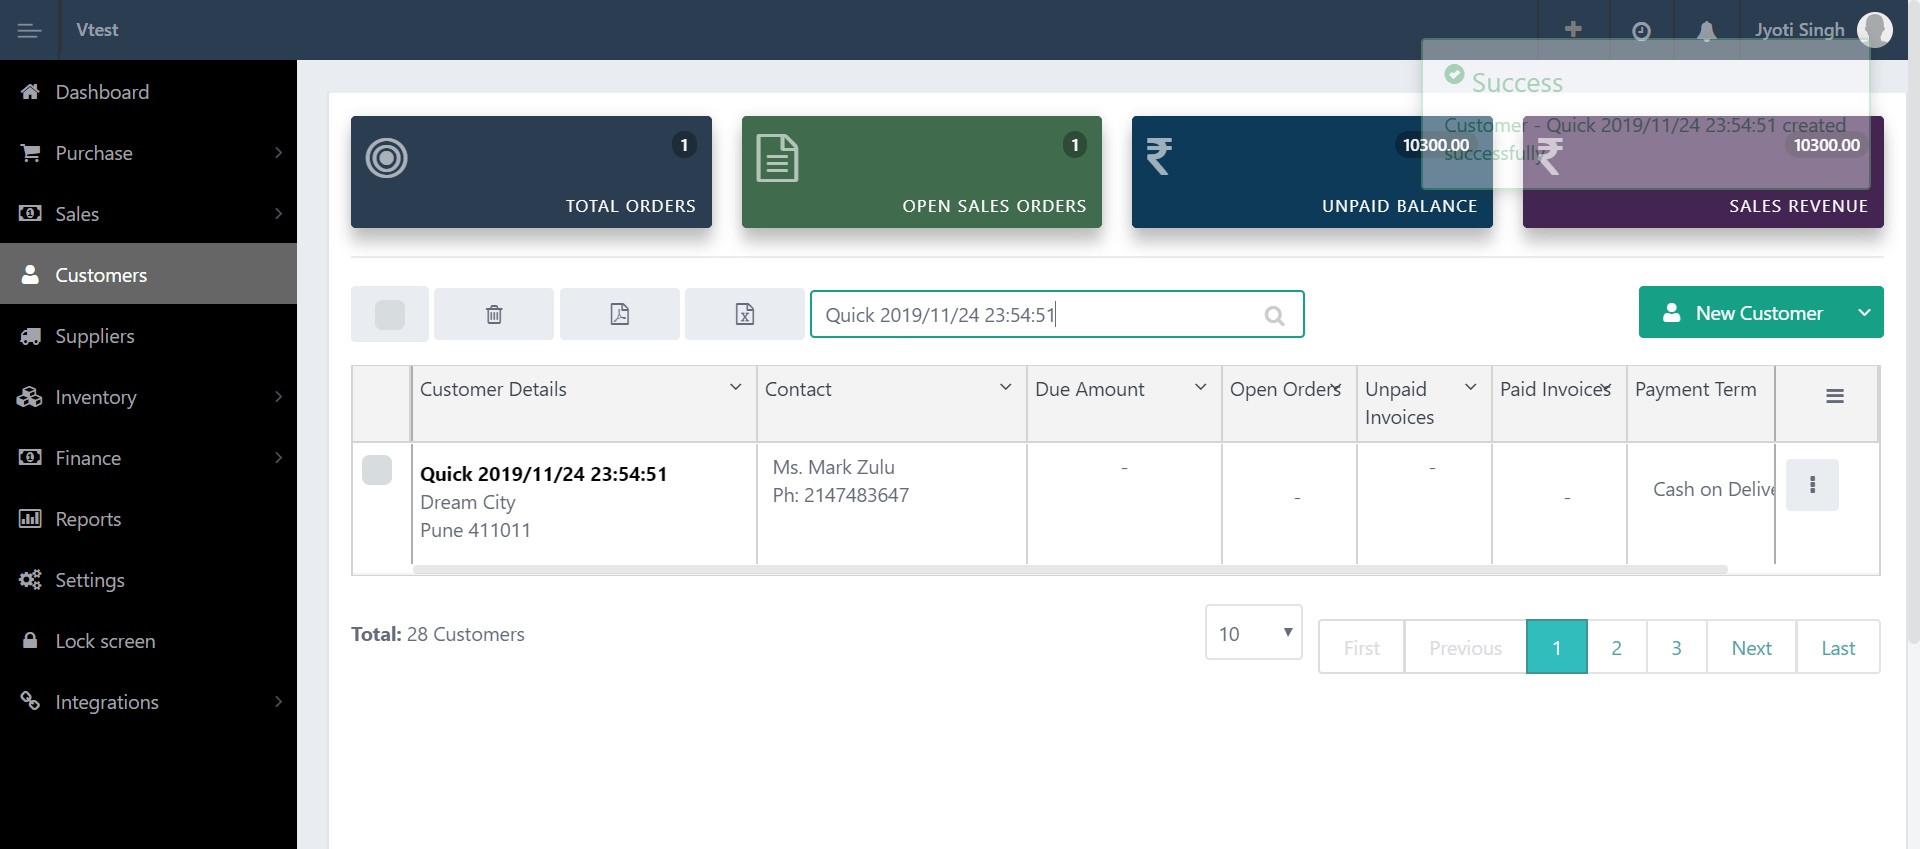 Vtest
Jyoti Singh
Success
Customer - Quick 2019/11/24 23:54:51 created
successfully
Dashboard
Purchase
Sales
Customers
Suppliers
Inventory
Finance
Reports
Settings
Lock screen
Integrations
1
TOTAL ORDERS
1
OPEN SALES ORDERS
₹
10300.00
UNPAID BALANCE
₹
10300.00
SALES REVENUE
Quick 2019/11/24 23:54:51
New Customer
Customer Details
Contact
Due Amount
Open Orders
Unpaid
Invoices
Paid Invoices
Payment Term
Quick 2019/11/24 23:54:51
Dream City
Pune 411011
Ms. Mark Zulu
Ph: 2147483647
-
-
-
-
Cash on Delive
Total: 28 Customers
10
First
Previous
1
2
3
Next
Last